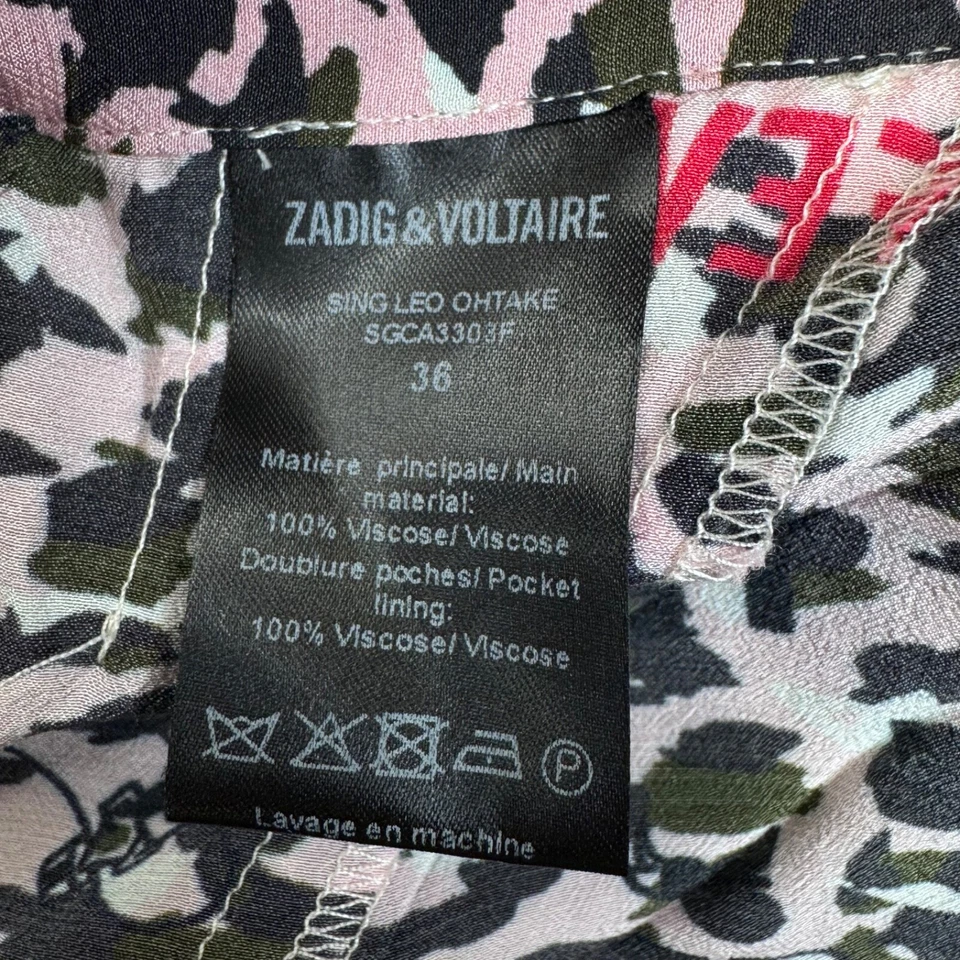 ZADIG&VOLTAIRE
SING LEO OHTAKE
SGCA3303F
36
Matière principale/ Main
material:
100% Viscose/ Viscose
Doublure poches/ Pocket
lining:
100% Viscose/ Viscose
P
Lavage en machine